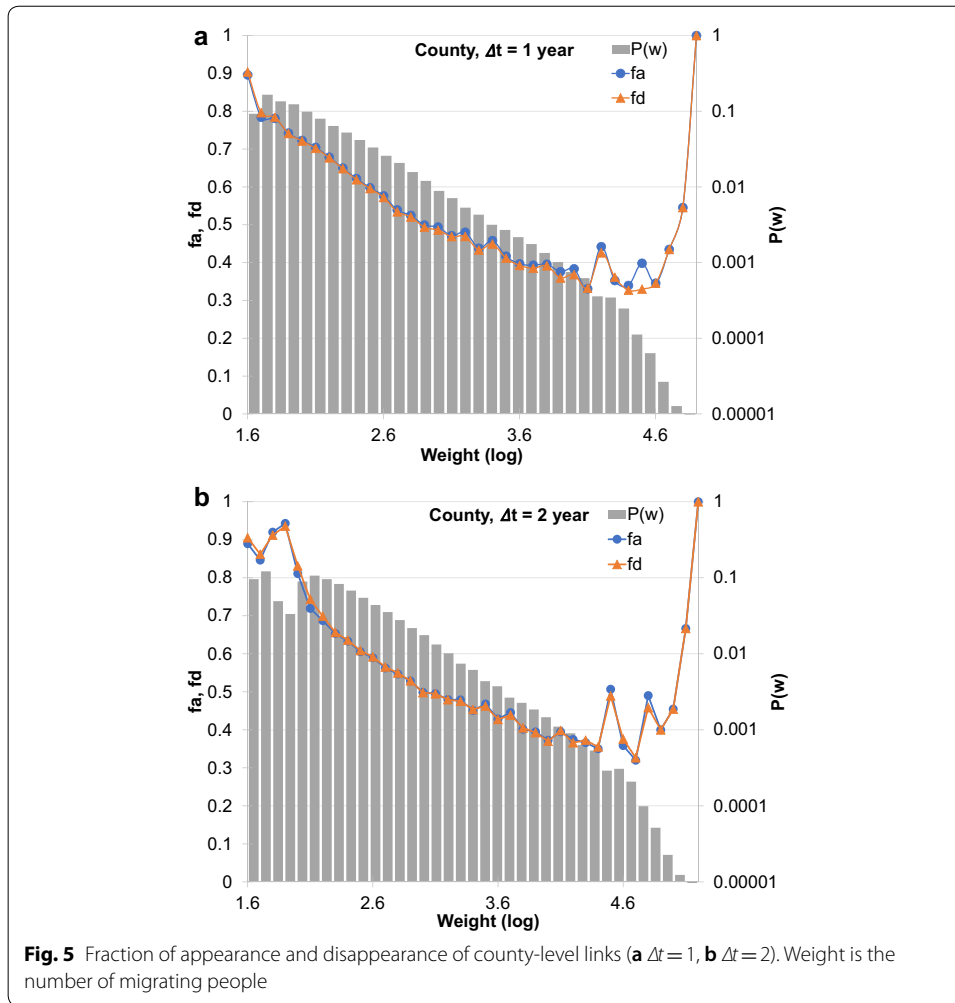 a
County, Δt = 1 year
P(w)
fa
fd
1
0.9
0.8
0.7
0.6
0.5
0.4
0.3
0.2
0.1
0
fa, fd
1
0.1
0.01
0.001
0.0001
0.00001
P(w)
1.6 2.6 3.6 4.6
Weight (log)
b
County, Δt = 2 year
P(w)
fa
fd
1
0.9
0.8
0.7
0.6
0.5
0.4
0.3
0.2
0.1
0
fa, fd
1
0.1
0.01
0.001
0.0001
0.00001
P(w)
1.6 2.6 3.6 4.6
Weight (log)
Fig. 5 Fraction of appearance and disappearance of county-level links (a Δt = 1, b Δt = 2). Weight is the
number of migrating people